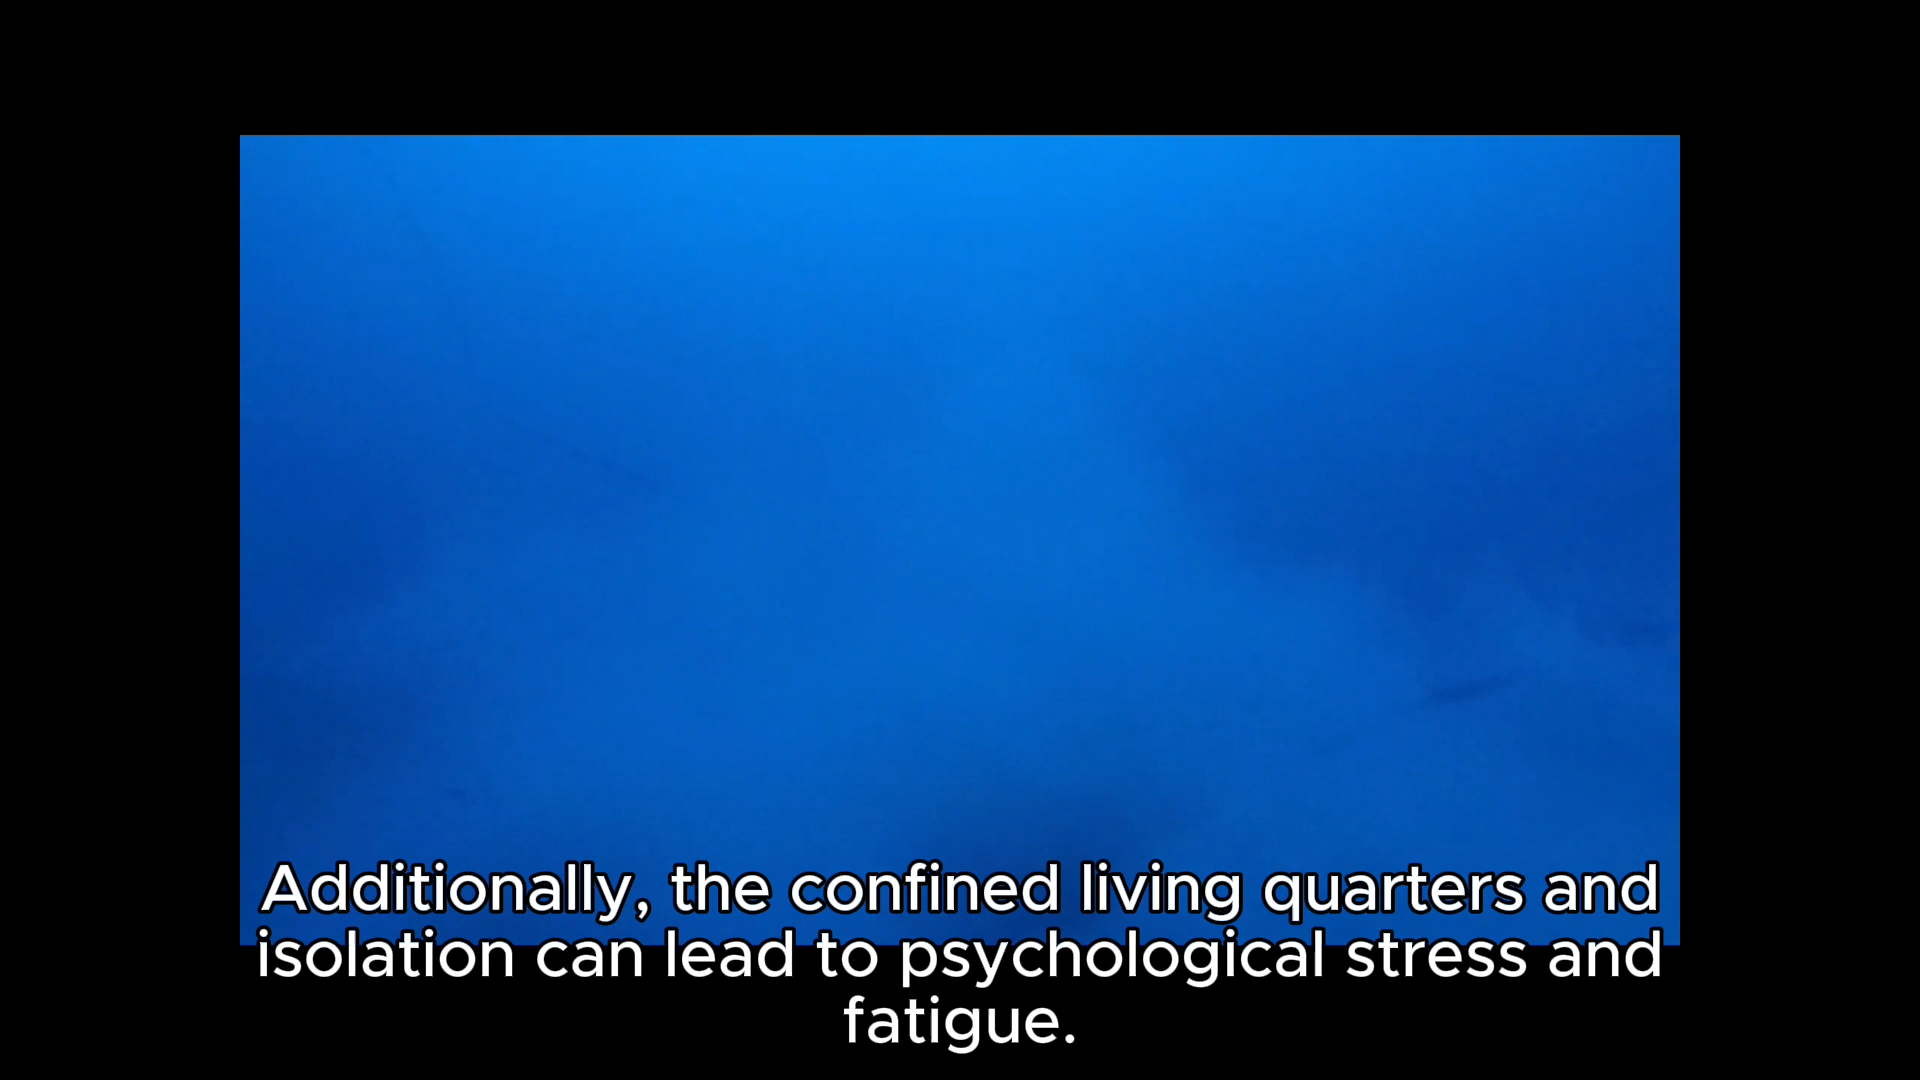 Additionally, the confined living quarters and
isolation can lead to psychological stress and
fatigue.